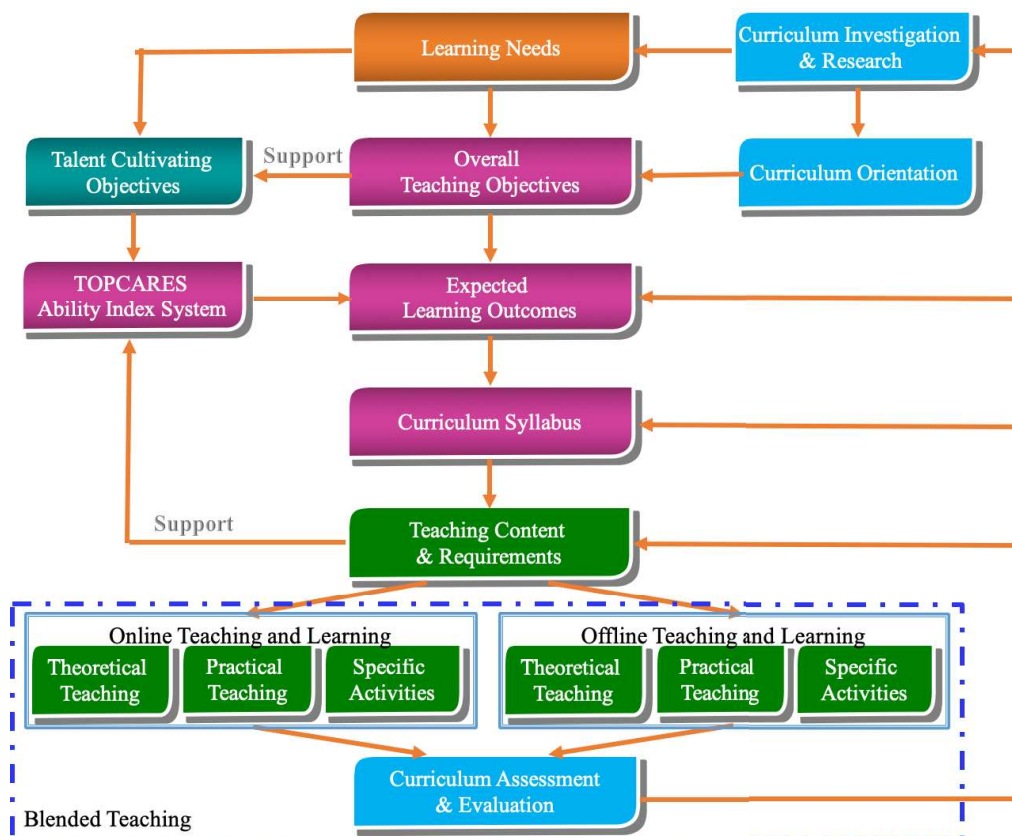 Learning Needs
Curriculum Investigation
& Research
Talent Cultivating
Objectives
Support
Overall
Teaching Objectives
Curriculum Orientation
TOPCARES
Ability Index System
Expected
Learning Outcomes
Curriculum Syllabus
Support
Teaching Content
& Requirements
Online Teaching and Learning
Theoretical
Teaching
Practical
Teaching
Specific
Activities
Offline Teaching and Learning
Theoretical
Teaching
Practical
Teaching
Specific
Activities
Curriculum Assessment
& Evaluation
Blended Teaching